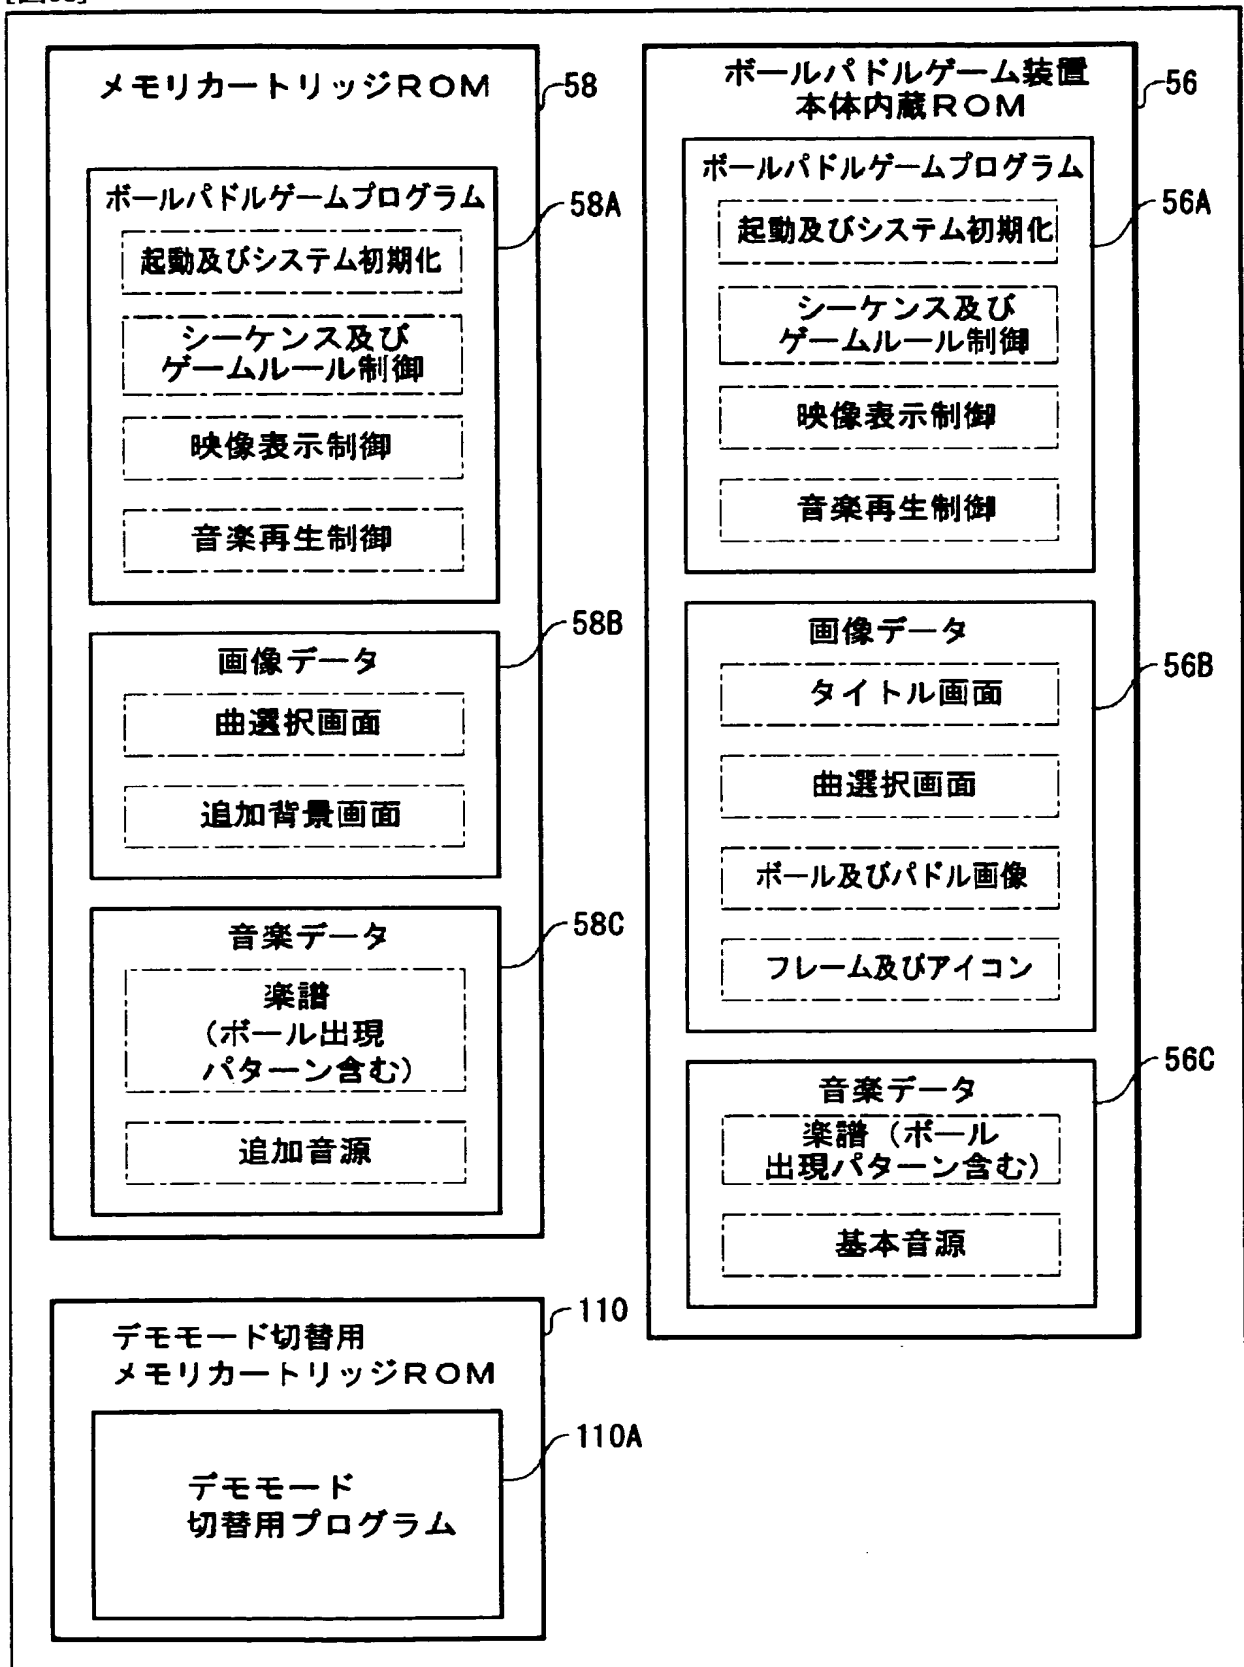 メモリカートリッジROM
58
ボールパドルゲームプログラム
58A
起動及びシステム初期化
シーケンス及び
ゲームルール制御
映像表示制御
音楽再生制御
58B
画像データ
曲選択画面
追加背景画面
58C
音楽データ
楽譜
(ボール出現
パターン含む)
追加音源
ボールパドルゲーム装置
本体内蔵ROM
56
ボールパドルゲームプログラム
56A
起動及びシステム初期化
シーケンス及び
ゲームルール制御
映像表示制御
音楽再生制御
画像データ
56B
タイトル画面
曲選択画面
ボール及びパドル画像
フレーム及びアイコン
56C
音楽データ
楽譜(ボール
出現パターン含む)
基本音源
110
デモモード切替用
メモリカートリッジROM
110A
デモモード
切替用プログラム